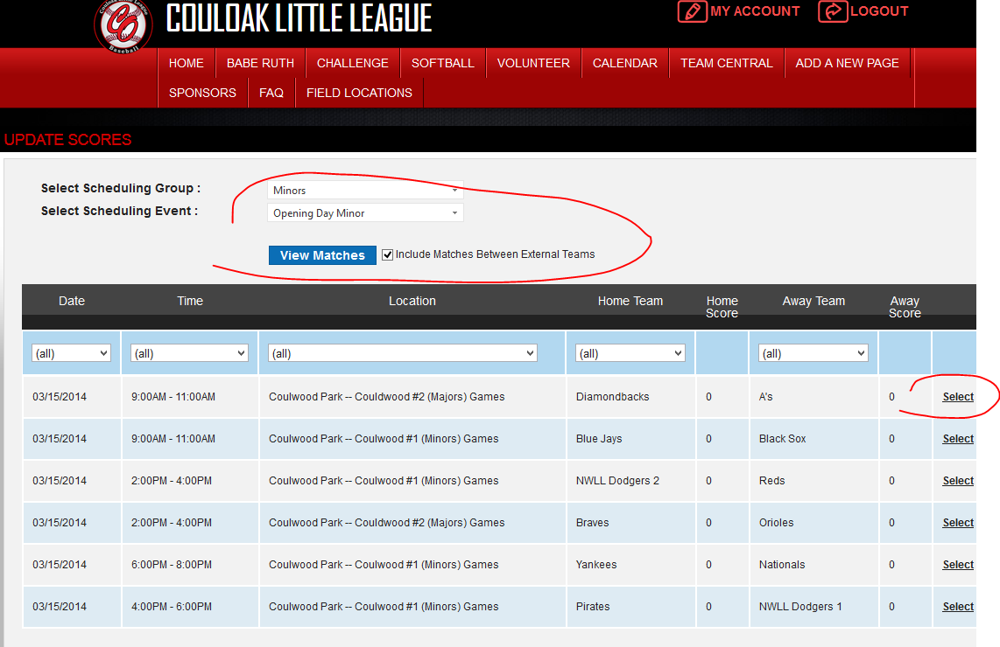 COULOAK LITTLE LEAGUE
Baseball
MY ACCOUNT LOGOUT
HOME BABE RUTH CHALLENGE SOFTBALL VOLUNTEER CALENDAR TEAM CENTRAL ADD A NEW PAGE
SPONSORS FAQ FIELD LOCATIONS
UPDATE SCORES
Select Scheduling Group : Minors
Select Scheduling Event : Opening Day Minor
View Matches Include Matches Between External Teams
Date Time Location Home Team Home Score Away Team Away Score
(all) (all) (all) (all) (all)
03/15/2014 9:00AM - 11:00AM Coulwood Park -- Couldwood #2 (Majors) Games Diamondbacks 0 A's 0 Select
03/15/2014 9:00AM - 11:00AM Coulwood Park -- Coulwood #1 (Minors) Games Blue Jays 0 Black Sox 0 Select
03/15/2014 2:00PM - 4:00PM Coulwood Park -- Coulwood #1 (Minors) Games NWLL Dodgers 2 0 Reds 0 Select
03/15/2014 2:00PM - 4:00PM Coulwood Park -- Couldwood #2 (Majors) Games Braves 0 Orioles 0 Select
03/15/2014 6:00PM - 8:00PM Coulwood Park -- Coulwood #1 (Minors) Games Yankees 0 Nationals 0 Select
03/15/2014 4:00PM - 6:00PM Coulwood Park -- Coulwood #1 (Minors) Games Pirates 0 NWLL Dodgers 1 0 Select